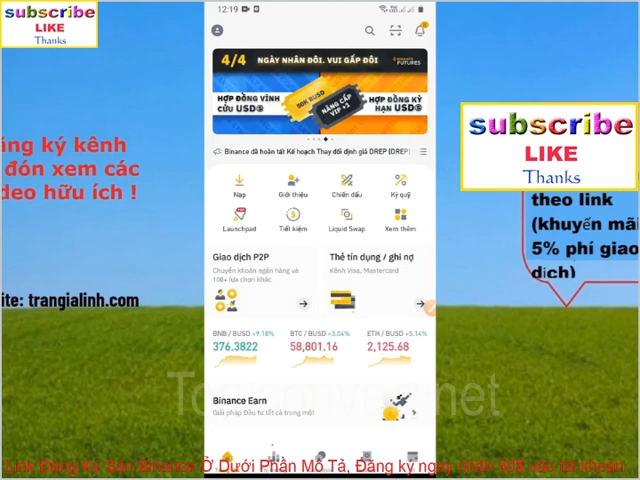 subscribe
LIKE
Thanks
12:19
4/4 NGÀY NHÂN ĐÔI. VUI GẤP ĐÔI
BINANCE
FUTURES
HỢP ĐỒNG VĨNH
CỬU USDⓈ
50K BUSD
NÂNG CẤP
VIP +1
HỢP ĐỒNG KỲ
HẠN USDⓈ
Binance đã hoàn tất Kế hoạch Thay đổi định giá DREP (DREP)
Nạp
Giới thiệu
Chiến đấu
Ký quỹ
Launchpad
Tiết kiệm
Liquid Swap
Xem thêm
Giao dịch P2P
Chuyển khoản ngân hàng và
100+ lựa chọn khác
Thẻ tín dụng / ghi nợ
Kênh Visa, Mastercard
BNB / BUSD +9.18%
376.3822
BTC / BUSD +3.04%
58,801.16
ETH / BUSD +5.14%
2,125.68
Binance Earn
Giải pháp Đầu tư tất cả trong một
ăng ký kênh
đón xem các
deo hữu ích !
ite: trangialinh.com
subscribe
LIKE
Thanks
theo link
(khuyến mãi
5% phí giao
dịch)
Link Đăng Ký Sàn Binance Ở Dưới Phần Mô Tả, Đăng ký ngay nhận 50$ vào tài khoản